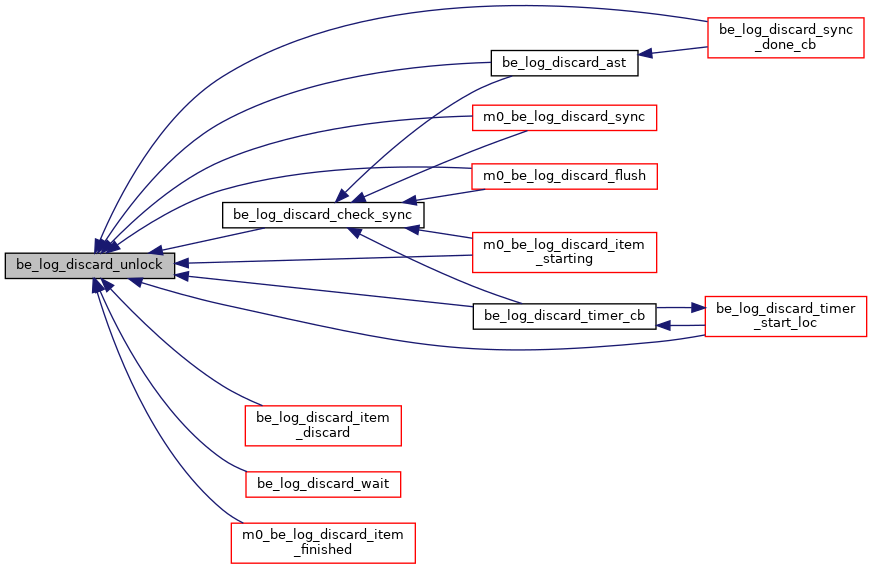 be_log_discard_sync
_done_cb
be_log_discard_ast
m0_be_log_discard_sync
m0_be_log_discard_flush
be_log_discard_check_sync
m0_be_log_discard_item
_starting
be_log_discard_unlock
be_log_discard_timer_cb
be_log_discard_timer
_start_loc
be_log_discard_item
_discard
be_log_discard_wait
m0_be_log_discard_item
_finished